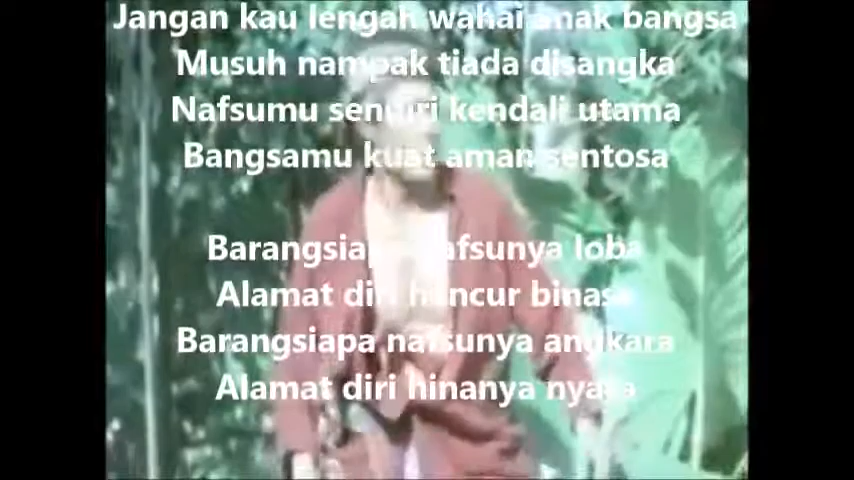 Jangan kau lengah wahai anak bangsa
Musuh nampak tiada disangka
Nafsumu sendiri kendali utama
Bangsamu kuat aman sentosa
Barangsiapa nafsunya loba
Alamat diri hancur binasa
Barangsiapa nafsunya angkara
Alamat diri hinanya nyata